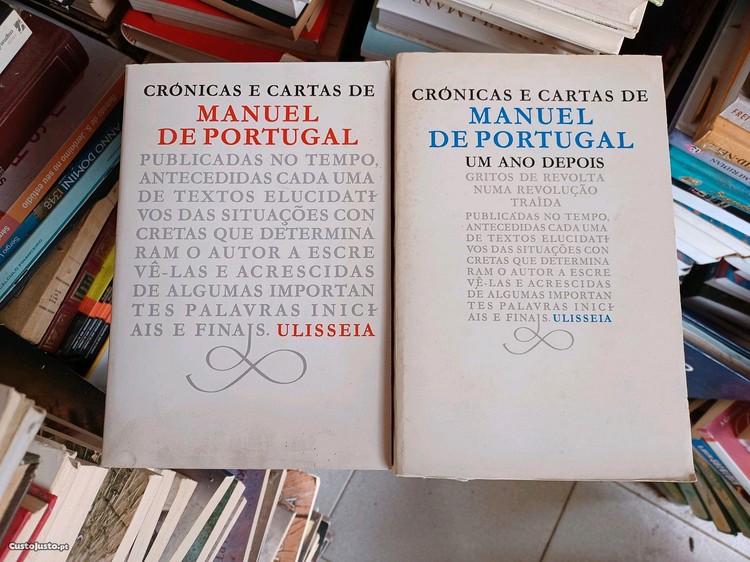 CRÓNICAS E CARTAS DE
MANUEL
DE PORTUGAL
PUBLICADAS NO TEMPO,
ANTECEDIDAS CADA UMA
DE TEXTOS ELUCIDATI
VOS DAS SITUAÇÕES CON
CRETAS QUE DETERMINA
RAM O AUTOR A ESCRE
VÊ-LAS E ACRESCIDAS
DE ALGUMAS IMPORTAN
TES PALAVRAS INICI
AIS E FINAIS. ULISSEIA
CRÓNICAS E CARTAS DE
MANUEL
DE PORTUGAL
UM ANO DEPOIS
GRITOS DE REVOLTA
NUMA REVOLUÇÃO
TRAÍDA
PUBLICADAS NO TEMPO,
ANTECEDIDAS CADA UMA
DE TEXTOS ELUCIDATI
VOS DAS SITUAÇÕES CON
CRETAS QUE DETERMINA
RAM O AUTOR A ESCRE
VÊ-LAS E ACRESCIDAS
DE ALGUMAS IMPORTAN
TES PALAVRAS INICI
AIS E FINAIS. ULISSEIA
ANNO DOMINI 1348
CustoJusto.pt